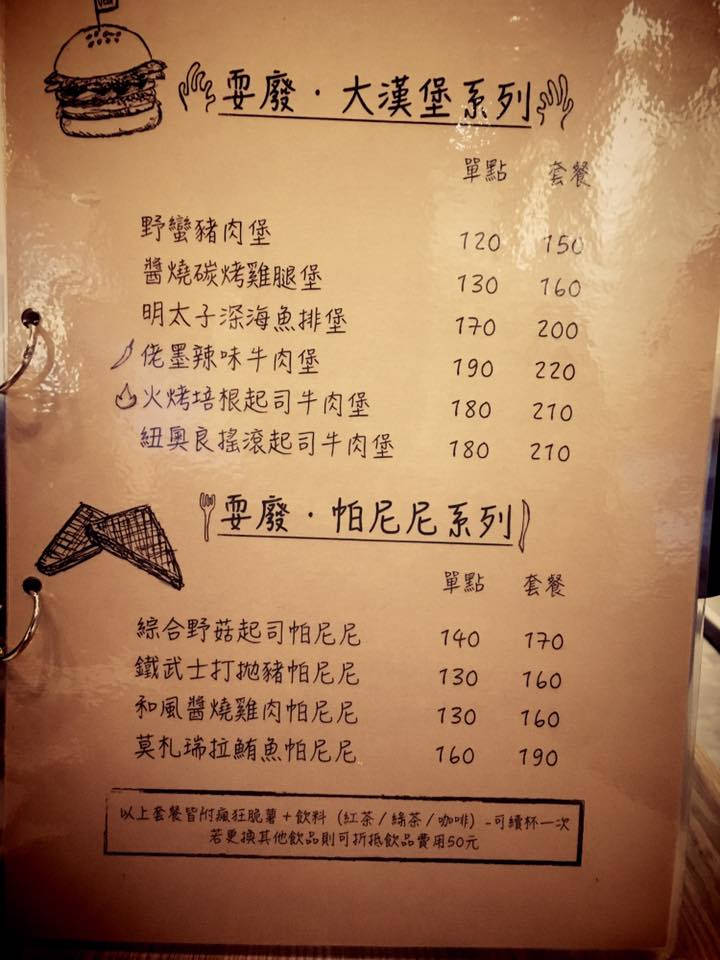 耍廢・大漢堡系列
單點 套餐
野蠻豬肉堡 120 150
醬燒碳烤雞腿堡 130 160
明太子深海魚排堡 170 200
佬墨辣味牛肉堡 190 220
火烤培根起司牛肉堡 180 210
紐奧良搖滾起司牛肉堡 180 210
耍廢・帕尼尼系列
單點 套餐
綜合野菇起司帕尼尼 140 170
鐵武士打拋豬帕尼尼 130 160
和風醬燒雞肉帕尼尼 130 160
莫札瑞拉鮪魚帕尼尼 160 190
以上套餐皆附瘋狂脆薯+飲料（紅茶/綠茶/咖啡）-可續杯一次
若更換其他飲品則可折抵飲品費用50元